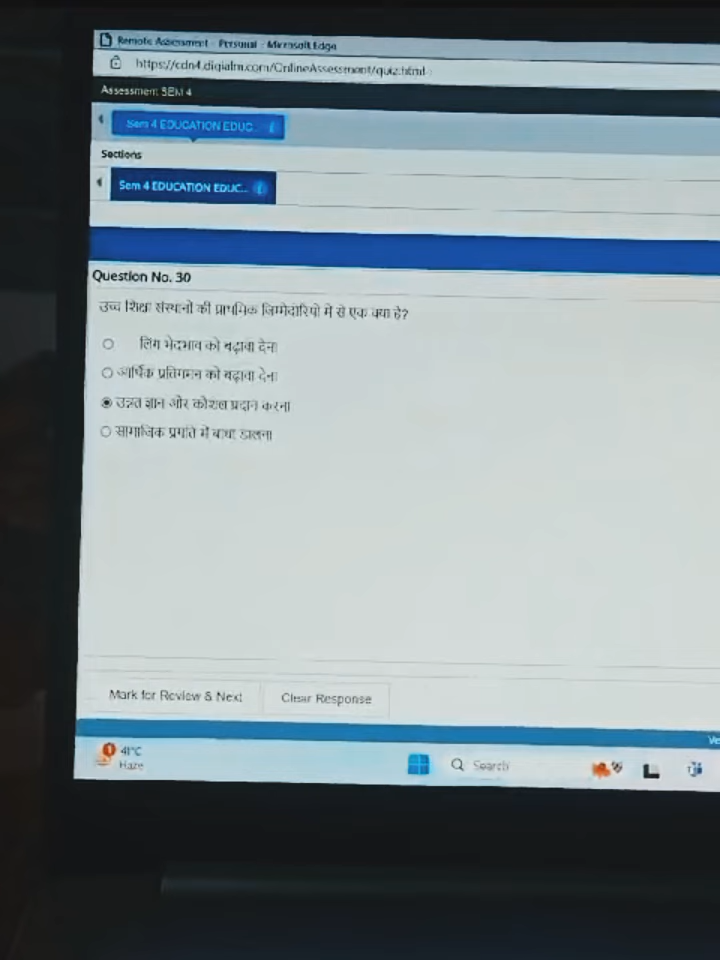 Remote Assessment - Personal - Microsoft Edge
https://cdn4.digialm.com/OnlineAssessment/quiz.html
Assessment SEM 4
Sem 4 EDUCATION EDUC... i
Sections
Sem 4 EDUCATION EDUC... i
Question No. 30
उच्च शिक्षा संस्थानों की प्राथमिक जिम्मेदारियों में से एक क्या है?
लिंग भेदभाव को बढ़ावा देना
आर्थिक प्रतिगमन को बढ़ावा देना
उन्नत ज्ञान और कौशल प्रदान करना
सामाजिक प्रगति में बाधा डालना
Mark for Review & Next
Clear Response
1
41°C
Haze
Search